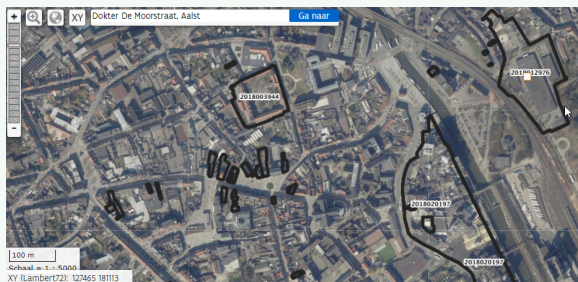 +
XY
Dokter De Moorstraat, Aalst
Ga naar
2018012976
2018003944
2018020197
2018020197
-
100 m
Schaal = 1 : 5000
XY (Lambert72): 127465 181113